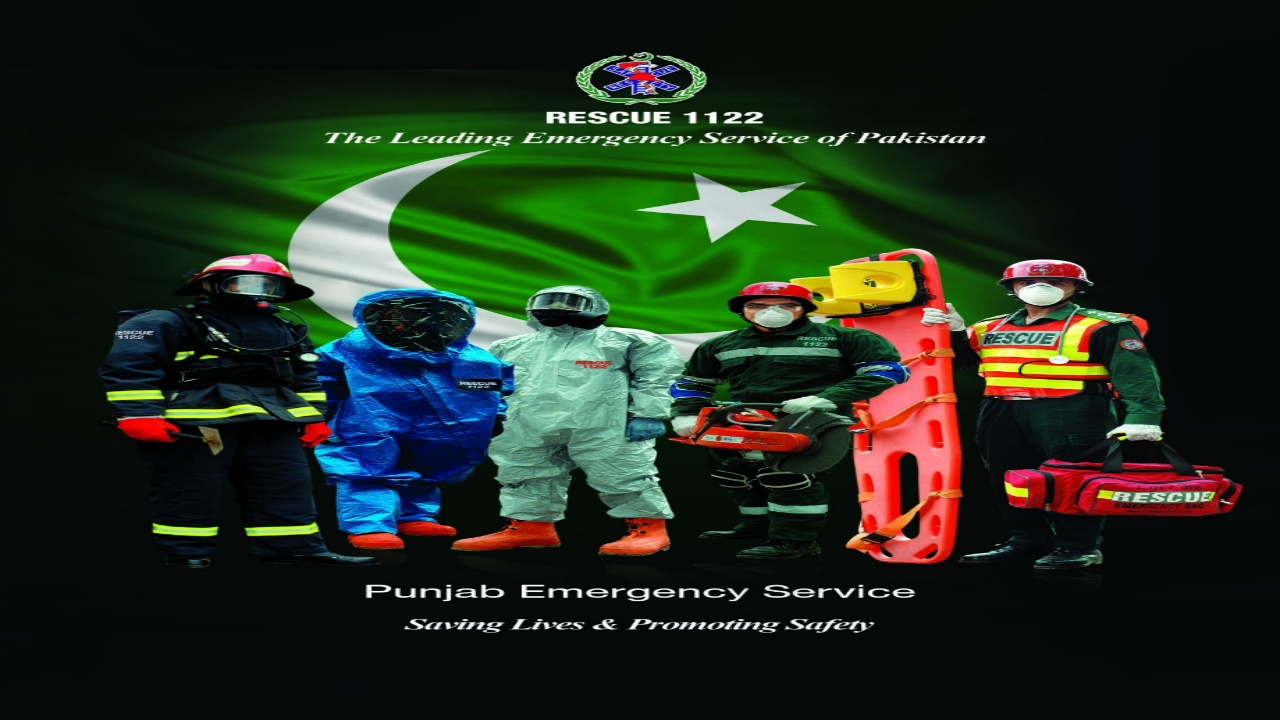 RESCUE 1122
The Leading Emergency Service of Pakistan
RESCUE
1122
RESCUE
1122
RESCUE
1122
RESCUE
1122
RESCUE
RESCUE
EMERGENCY BAG
Punjab Emergency Service
Saving Lives & Promoting Safety